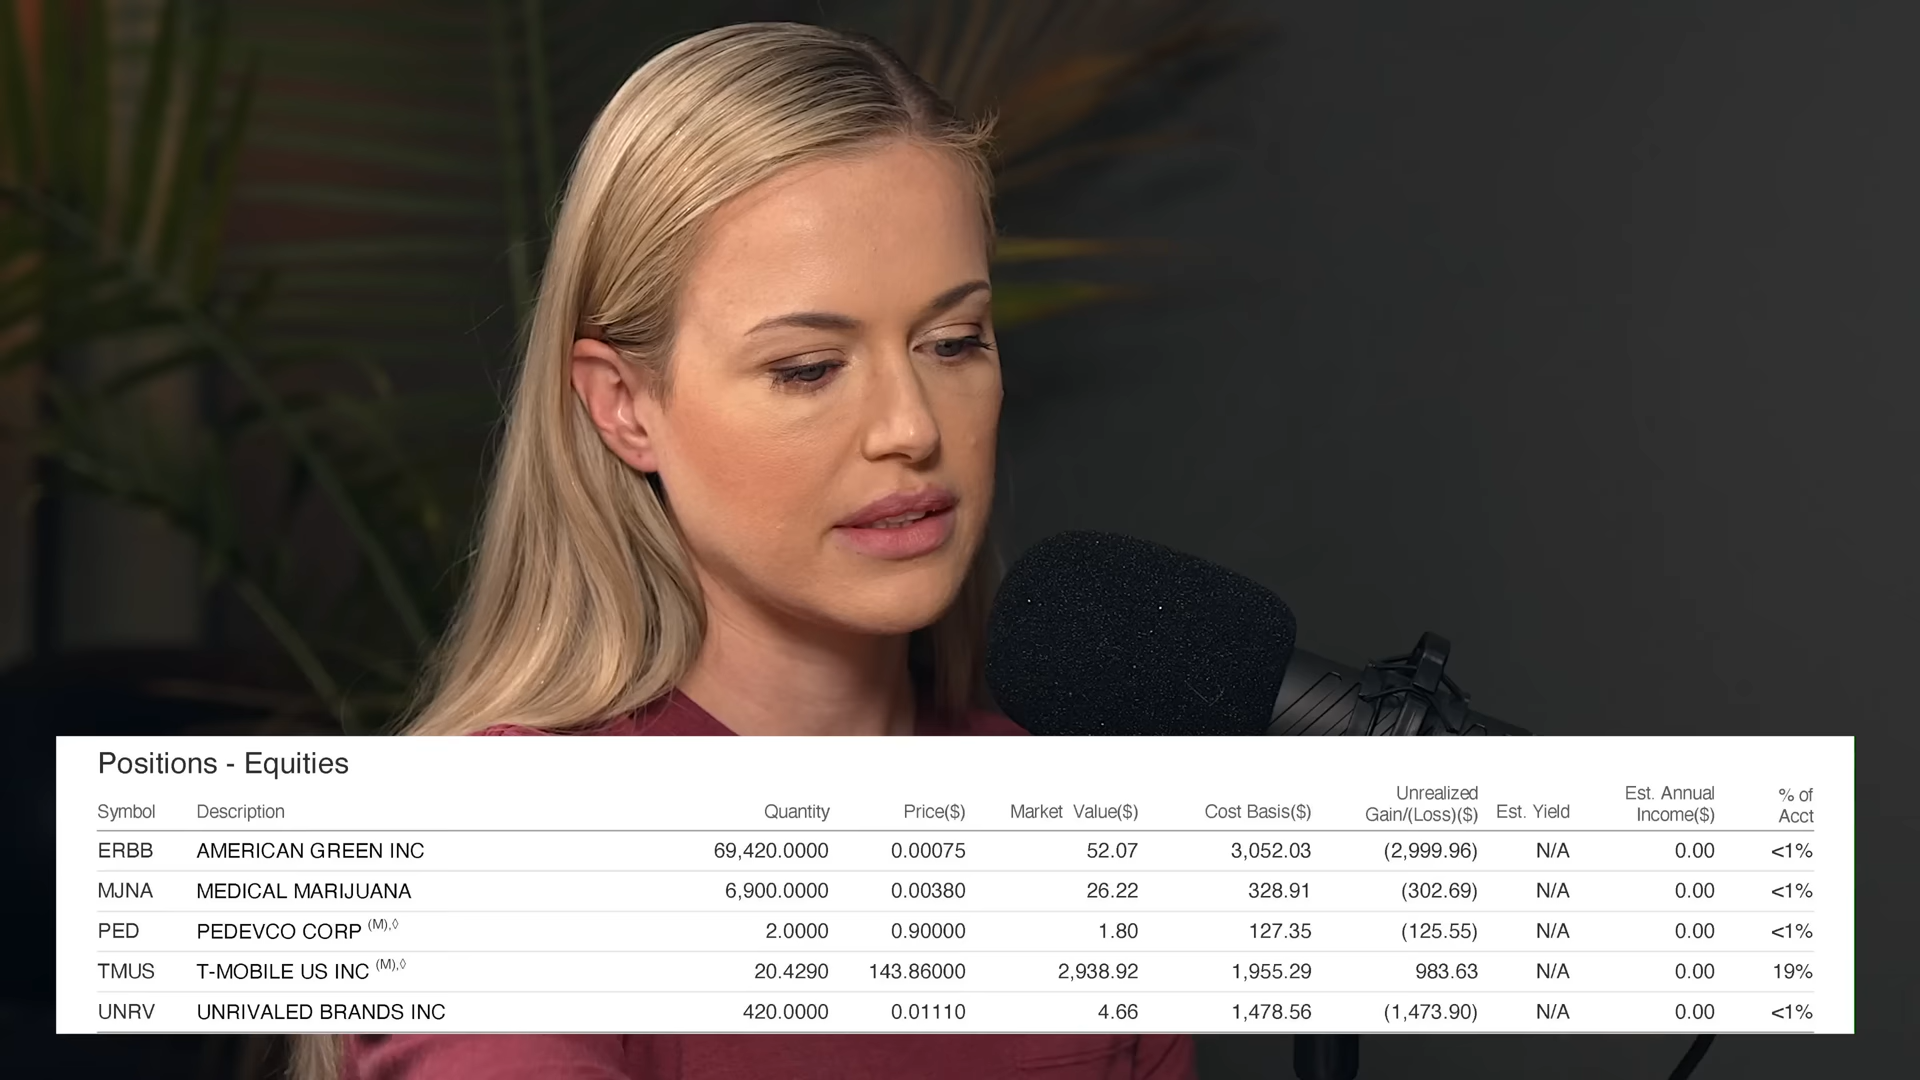 Positions - Equities
Symbol Description Quantity Price($) Market Value($) Cost Basis($) Unrealized Gain/(Loss)($) Est. Yield Est. Annual Income($) % of Acct
ERBB AMERICAN GREEN INC 69,420.0000 0.00075 52.07 3,052.03 (2,999.96) N/A 0.00 <1%
MJNA MEDICAL MARIJUANA 6,900.0000 0.00380 26.22 328.91 (302.69) N/A 0.00 <1%
PED PEDEVCO CORP (M),◊ 2.0000 0.90000 1.80 127.35 (125.55) N/A 0.00 <1%
TMUS T-MOBILE US INC (M),◊ 20.4290 143.86000 2,938.92 1,955.29 983.63 N/A 0.00 19%
UNRV UNRIVALED BRANDS INC 420.0000 0.01110 4.66 1,478.56 (1,473.90) N/A 0.00 <1%